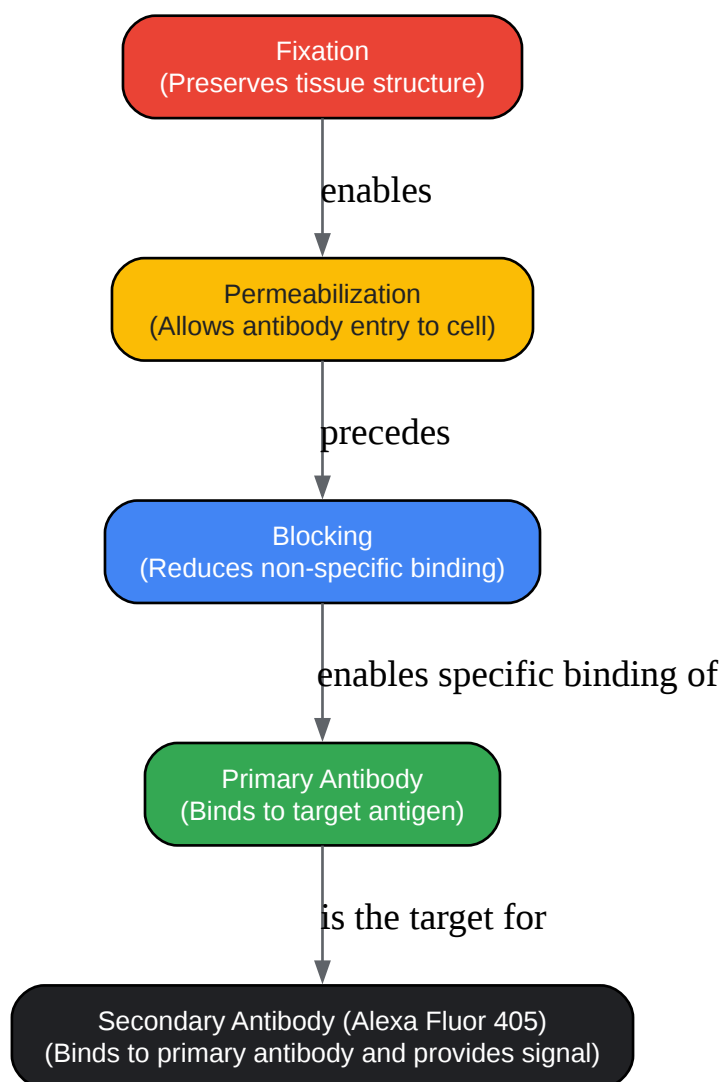 Fixation
(Preserves tissue structure)
enables
Permeabilization
(Allows antibody entry to cell)
precedes
Blocking
(Reduces non-specific binding)
enables specific binding of
Primary Antibody
(Binds to target antigen)
is the target for
Secondary Antibody (Alexa Fluor 405)
(Binds to primary antibody and provides signal)